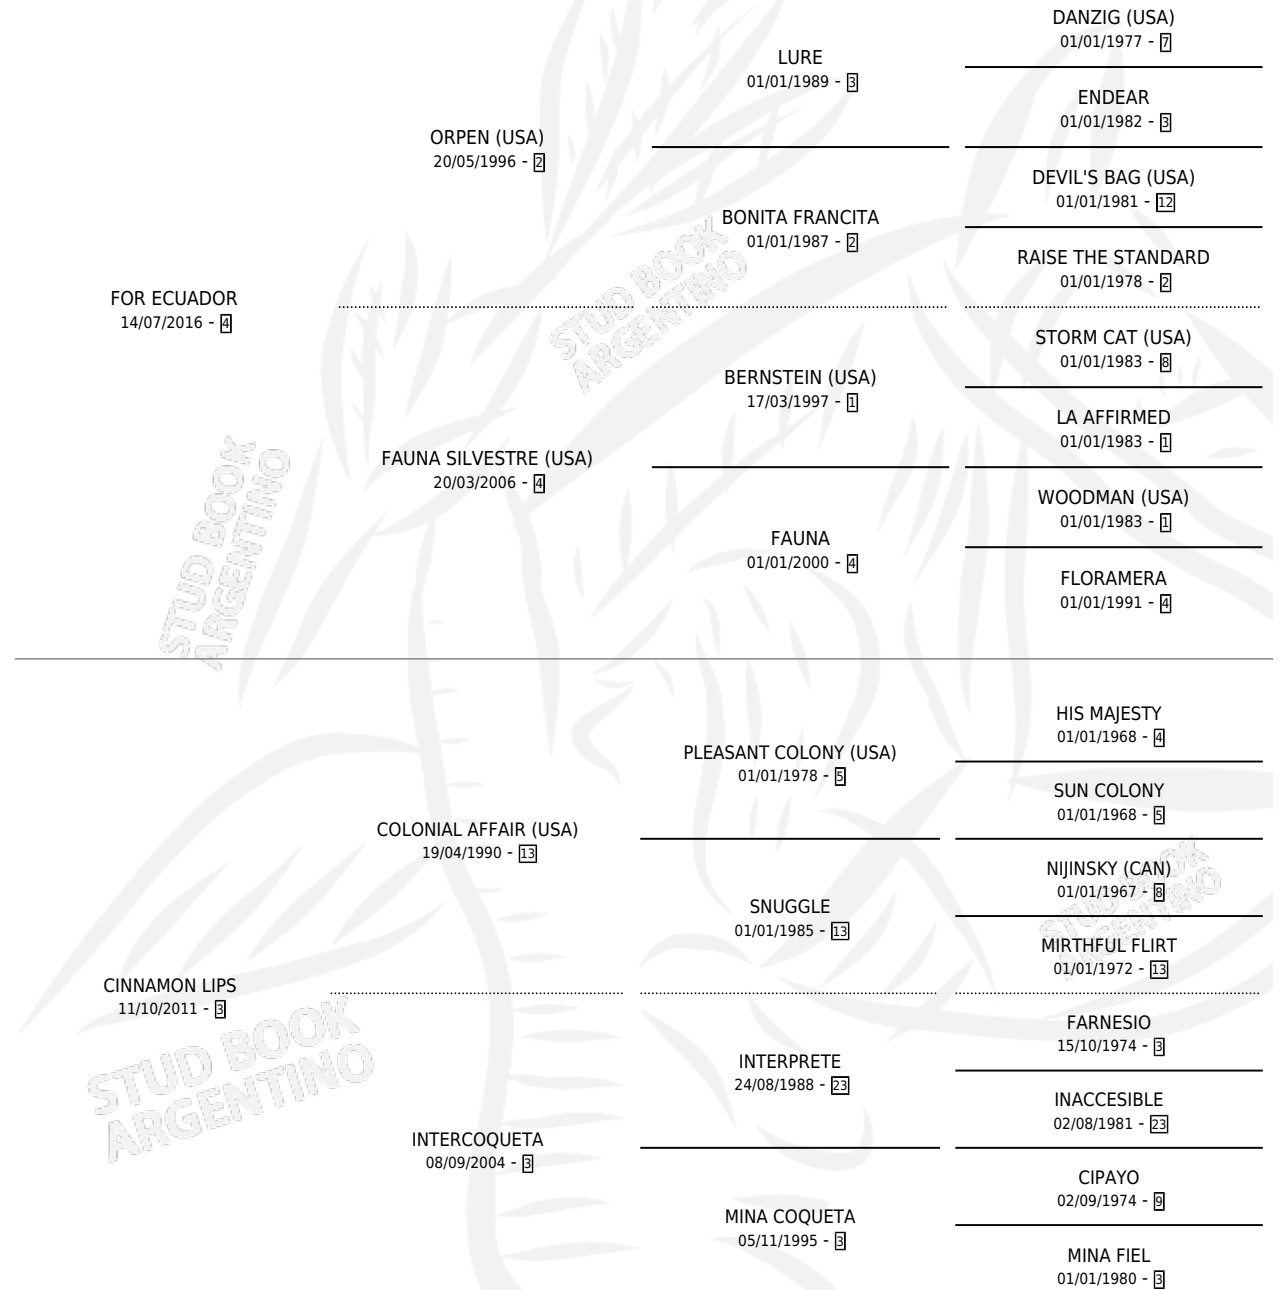 DANZIG (USA)
01/01/1977 - 7
LURE
01/01/1989 - 3
ENDEAR
01/01/1982 - 3
ORPEN (USA)
20/05/1996 - 2
DEVIL'S BAG (USA)
01/01/1981 - 12
BONITA FRANCITA
01/01/1987 - 2
RAISE THE STANDARD
01/01/1978 - 2
FOR ECUADOR
14/07/2016 - 4
STORM CAT (USA)
01/01/1983 - 8
BERNSTEIN (USA)
17/03/1997 - 1
LA AFFIRMED
01/01/1983 - 1
FAUNA SILVESTRE (USA)
20/03/2006 - 4
WOODMAN (USA)
01/01/1983 - 1
FAUNA
01/01/2000 - 4
FLORAMERA
01/01/1991 - 4
HIS MAJESTY
01/01/1968 - 4
PLEASANT COLONY (USA)
01/01/1978 - 5
SUN COLONY
01/01/1968 - 5
COLONIAL AFFAIR (USA)
19/04/1990 - 13
NIJINSKY (CAN)
01/01/1967 - 8
SNUGGLE
01/01/1985 - 13
MIRTHFUL FLIRT
01/01/1972 - 13
CINNAMON LIPS
11/10/2011 - 3
FARNESIO
15/10/1974 - 3
INTERPRETE
24/08/1988 - 23
INACCESIBLE
02/08/1981 - 23
INTERCOQUETA
08/09/2004 - 3
CIPAYO
02/09/1974 - 9
MINA COQUETA
05/11/1995 - 3
MINA FIEL
01/01/1980 - 3
STUD BOOK
ARGENTINO
STUD BOOK
ARGENTINO
STUD BOOK
ARGENTINO
STUD BOOK
ARGENTINO